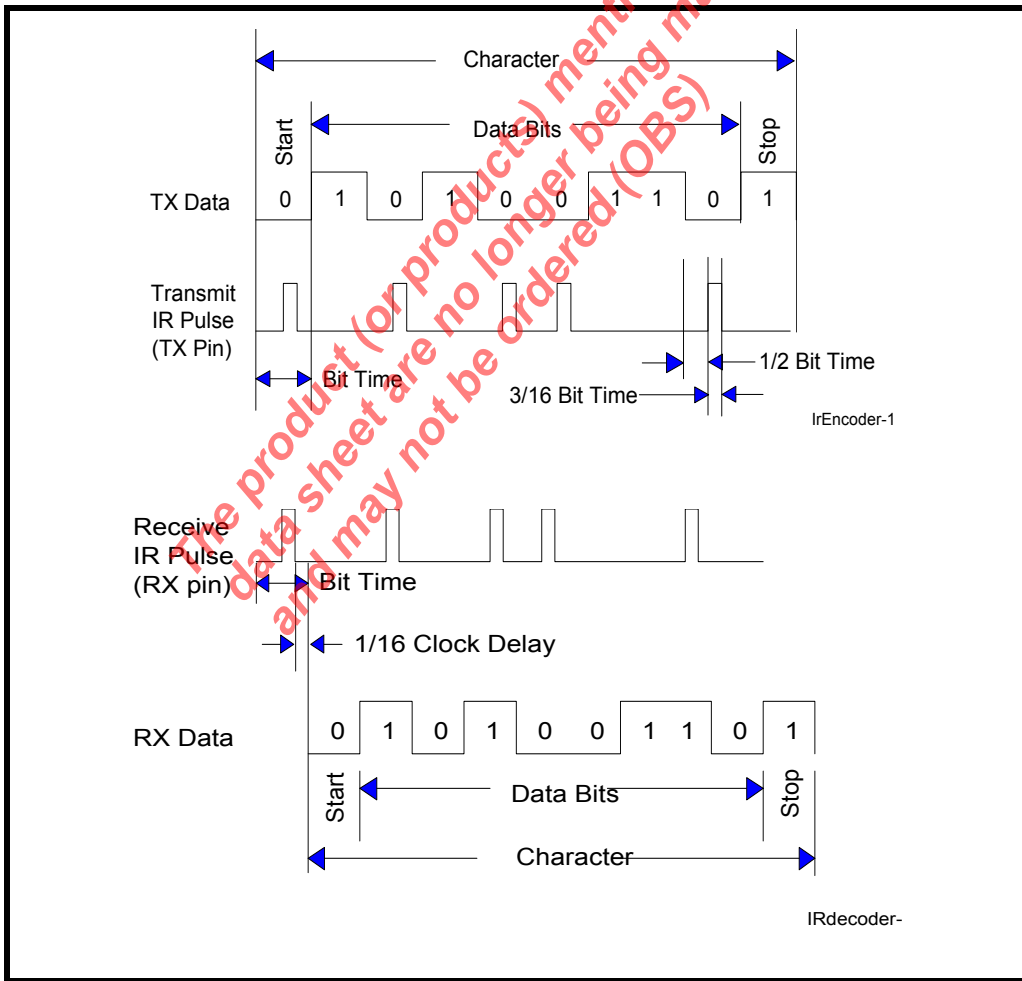 Character
Data Bits
Start
Stop
TX Data
0 1 0 1 0 0 1 1 0 1
Transmit
IR Pulse
(TX Pin)
Bit Time
1/2 Bit Time
3/16 Bit Time
IrEncoder-1
Receive
IR Pulse
(RX pin)
Bit Time
1/16 Clock Delay
RX Data
0 1 0 1 0 0 1 1 0 1
Start
Data Bits
Stop
Character
IRdecoder-
The product (or products)
data sheet are no longer being
and may not be ordered (OBS)